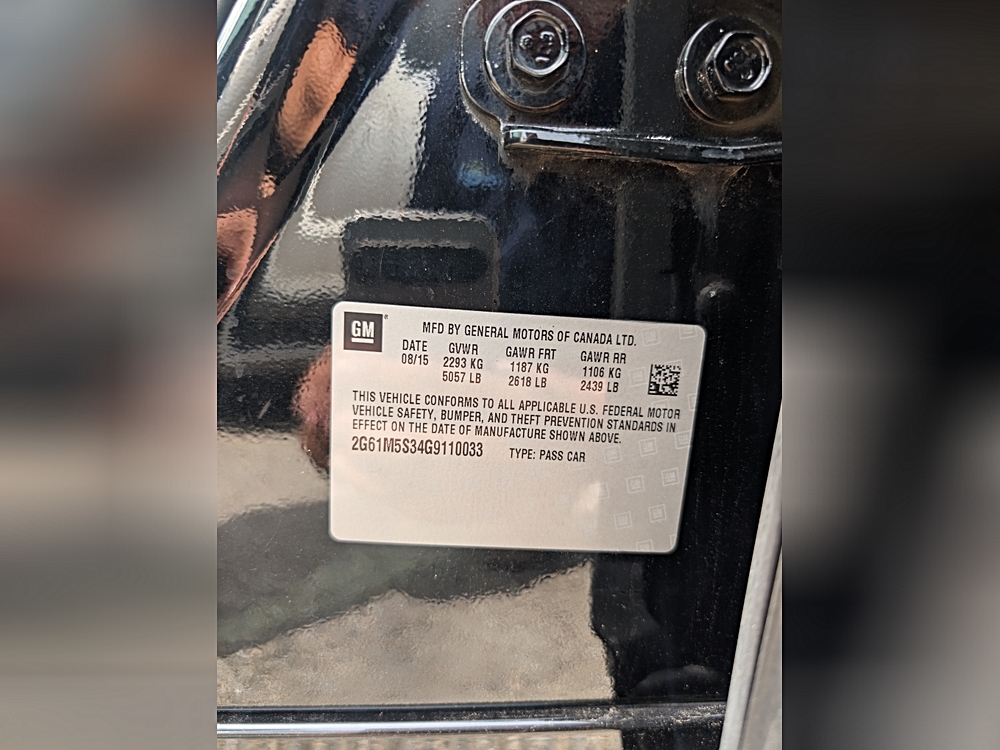 GM
MFD BY GENERAL MOTORS OF CANADA LTD.
DATE GVWR GAWR FRT GAWR RR
08/15 2293 KG 1187 KG 1106 KG
5057 LB 2618 LB 2439 LB
THIS VEHICLE CONFORMS TO ALL APPLICABLE U.S. FEDERAL MOTOR
VEHICLE SAFETY, BUMPER, AND THEFT PREVENTION STANDARDS IN
EFFECT ON THE DATE OF MANUFACTURE SHOWN ABOVE.
2G61M5S34G9110033 TYPE: PASS CAR